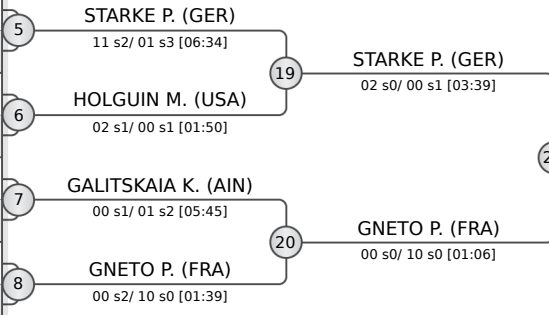 STARKE P. (GER)
5
11 s2/ 01 s3 [06:34]
19
STARKE P. (GER)
02 s0/ 00 s1 [03:39]
HOLGUIN M. (USA)
6
02 s1/ 00 s1 [01:50]
2
GALITSKAIA K. (AIN)
7
00 s1/ 01 s2 [05:45]
20
GNETO P. (FRA)
00 s0/ 10 s0 [01:06]
GNETO P. (FRA)
8
00 s2/ 10 s0 [01:39]